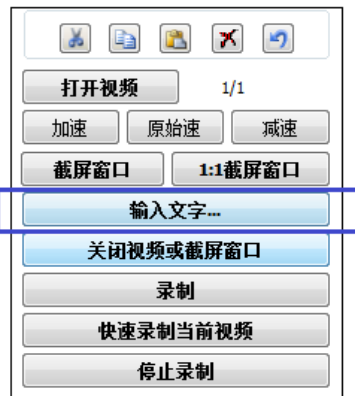 打开视频 1/1
加速 原始速 减速
截屏窗口 1:1截屏窗口
输入文字...
关闭视频或截屏窗口
录制
快速录制当前视频
停止录制